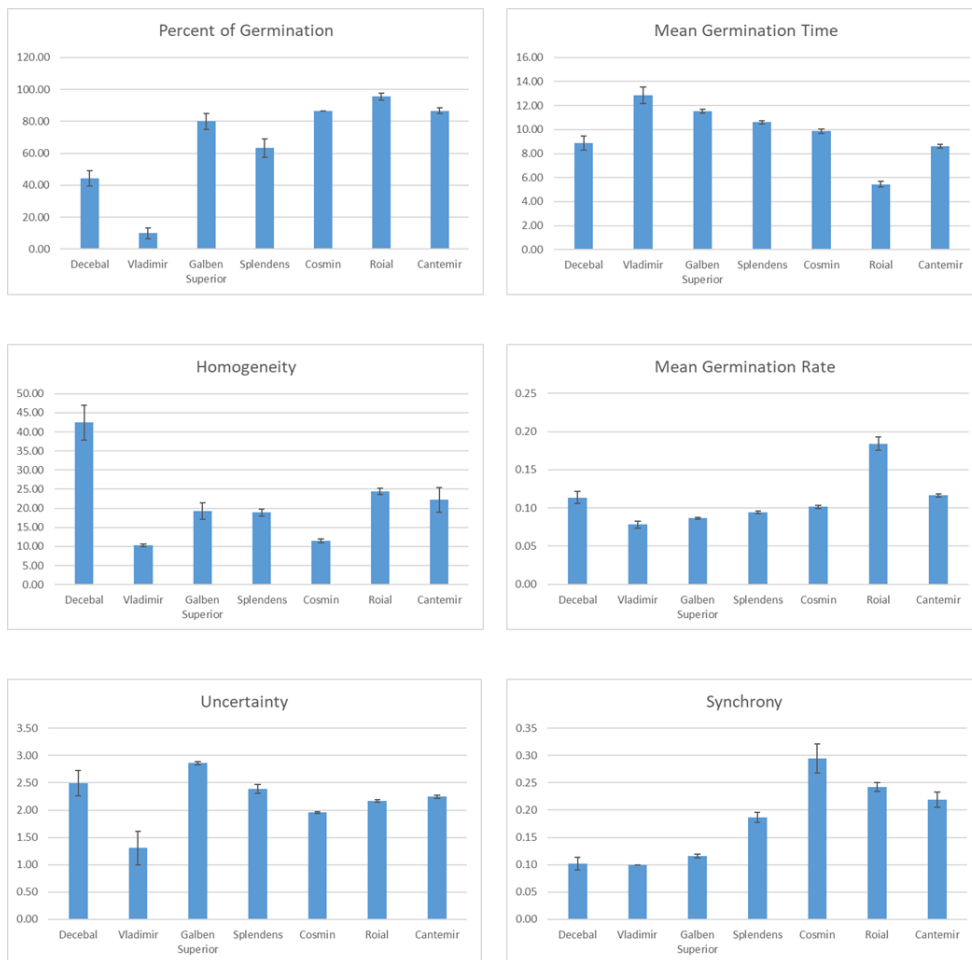 Percent of Germination
120.00
100.00
80.00
60.00
40.00
20.00
0.00
Decebal Vladimir Galben Splendens Cosmin Roial Cantemir
Superior
Mean Germination Time
16.00
14.00
12.00
10.00
8.00
6.00
4.00
2.00
0.00
Decebal Vladimir Galben Splendens Cosmin Roial Cantemir
Superior
Homogeneity
50.00
45.00
40.00
35.00
30.00
25.00
20.00
15.00
10.00
5.00
0.00
Decebal Vladimir Galben Splendens Cosmin Roial Cantemir
Superior
Mean Germination Rate
0.25
0.20
0.15
0.10
0.05
0.00
Decebal Vladimir Galben Splendens Cosmin Roial Cantemir
Superior
Uncertainty
3.50
3.00
2.50
2.00
1.50
1.00
0.50
0.00
Decebal Vladimir Galben Splendens Cosmin Roial Cantemir
Superior
Synchrony
0.35
0.30
0.25
0.20
0.15
0.10
0.05
0.00
Decebal Vladimir Galben Splendens Cosmin Roial Cantemir
Superior